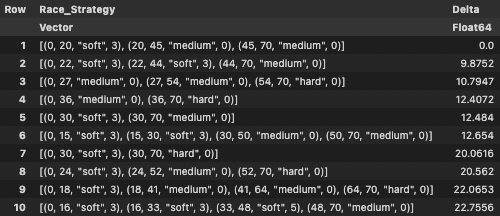 Row Race_Strategy Delta
Vector Float64
1 [(0, 20, "soft", 3), (20, 45, "medium", 0), (45, 70, "medium", 0)] 0.0
2 [(0, 22, "soft", 3), (22, 44, "soft", 3), (44, 70, "medium", 0)] 9.8752
3 [(0, 27, "medium", 0), (27, 54, "medium", 0), (54, 70, "hard", 0)] 10.7947
4 [(0, 36, "medium", 0), (36, 70, "hard", 0)] 12.4072
5 [(0, 30, "soft", 3), (30, 70, "medium", 0)] 12.484
6 [(0, 15, "soft", 3), (15, 30, "soft", 3), (30, 50, "medium", 0), (50, 70, "medium", 0)] 12.654
7 [(0, 30, "soft", 3), (30, 70, "hard", 0)] 20.0616
8 [(0, 24, "soft", 3), (24, 52, "medium", 0), (52, 70, "hard", 0)] 20.562
9 [(0, 18, "soft", 3), (18, 41, "medium", 0), (41, 64, "medium", 0), (64, 70, "hard", 0)] 22.0653
10 [(0, 16, "soft", 3), (16, 33, "soft", 3), (33, 48, "soft", 5), (48, 70, "medium", 0)] 22.7556